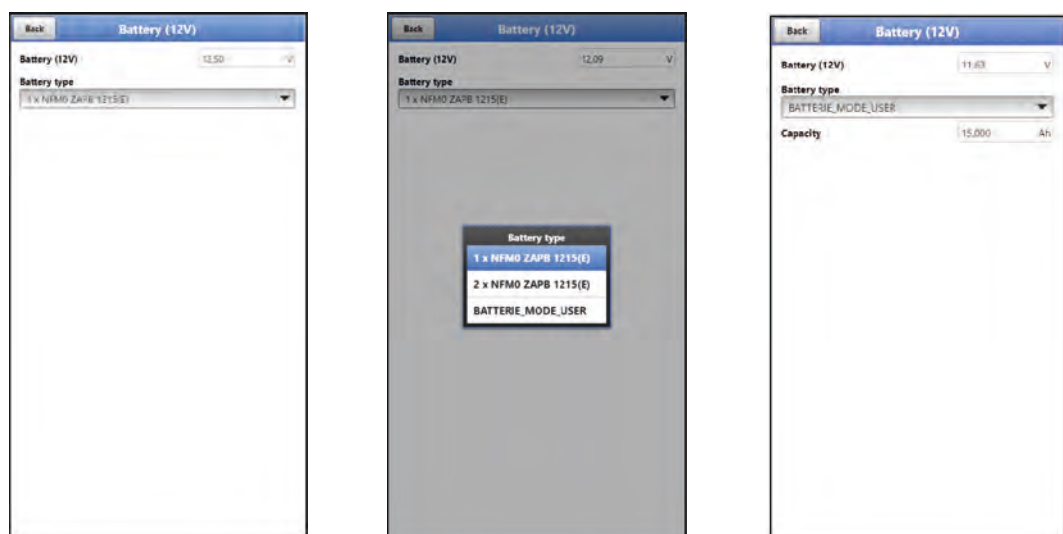 Back Battery (12V)
Battery (12V) 12,50 V
Battery type
1 x NFM0 ZAPB 1215(E)
Back Battery (12V)
Battery (12V) 12,09 V
Battery type
1 x NFM0 ZAPB 1215(E)
Battery type
1 x NFM0 ZAPB 1215(E)
2 x NFM0 ZAPB 1215(E)
BATTERIE_MODE_USER
Back Battery (12V)
Battery (12V) 11,63 V
Battery type
BATTERIE_MODE_USER
Capacity 15,000 Ah